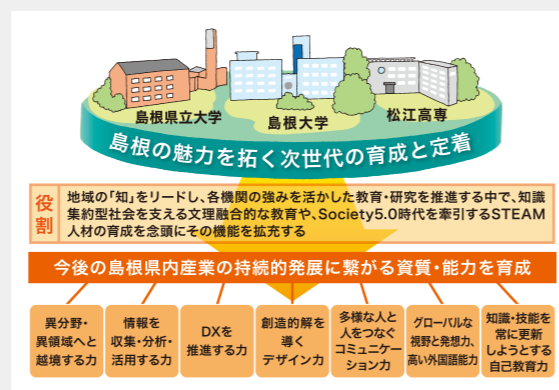 島根県立大学
島根大学
松江高専
島根の魅力を拓く次世代の育成と定着
役割
地域の「知」をリードし、各機関の強みを活かした教育・研究を推進する中で、知識
集約型社会を支える文理融合的な教育や、Society5.0時代を牽引するSTEAM
人材の育成を念頭にその機能を拡充する
今後の島根県内産業の持続的発展に繋がる資質・能力を育成
異分野・
異領域へと
越境する力
情報を
収集・分析・
活用する力
DXを
推進する力
創造的解を
導く
デザイン力
多様な人と
人をつなぐ
コミュニケー
ション力
グローバルな
視野と発想力、
高い外国語能力
知識・技能を
常に更新
しようとする
自己教育力